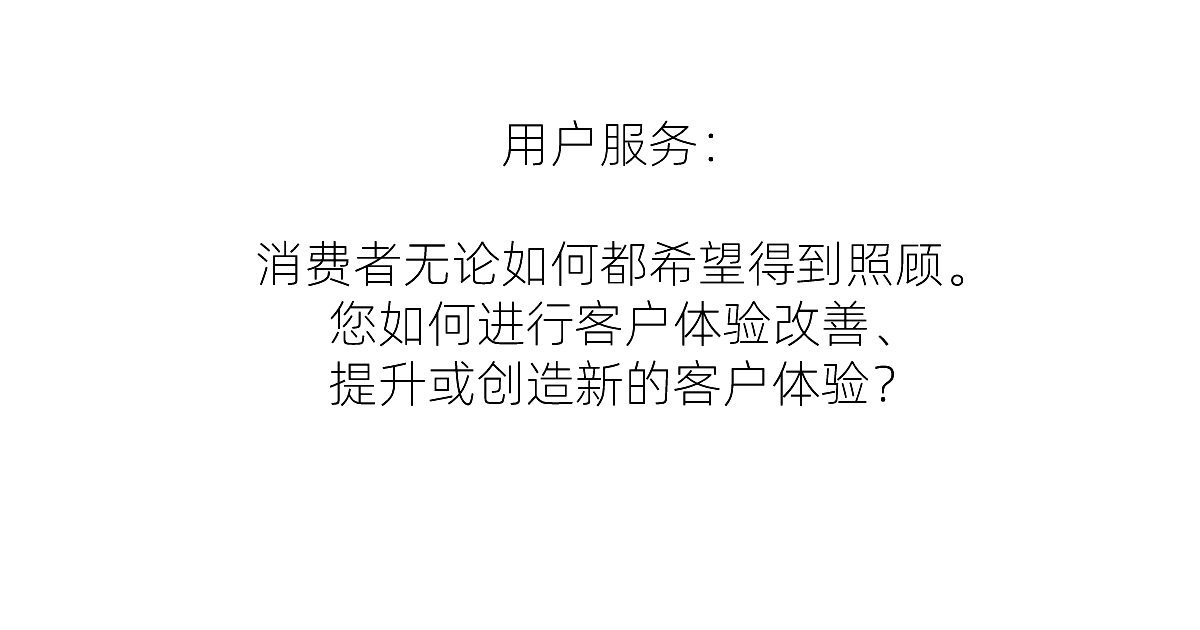 用户服务：
消费者无论如何都希望得到照顾。
您如何进行客户体验改善、
提升或创造新的客户体验？